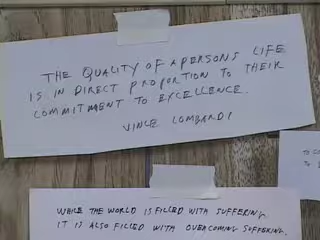 THE QUALITY OF A PERSONS LIFE
IS IN DIRECT PROPORTION TO THEIR
COMMITMENT TO EXCELLENCE.
VINCE LOMBARDI
WHILE THE WORLD IS FILLED WITH SUFFERING,
IT IS ALSO FILLED WITH OVERCOMING SUFFERING.